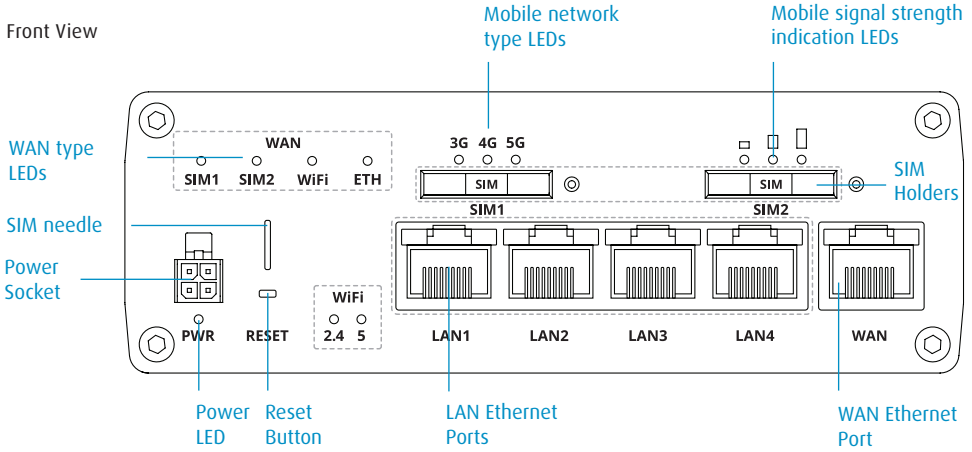 Front View
Mobile network
type LEDs
Mobile signal strength
indication LEDs
WAN type
LEDs
WAN
SIM1 SIM2 WiFi ETH
3G 4G 5G
SIM
SIM1
SIM
SIM2
SIM
Holders
SIM needle
Power
Socket
PWR
RESET
WiFi
2.4 5
LAN1 LAN2 LAN3 LAN4 WAN
Power
LED
Reset
Button
LAN Ethernet
Ports
WAN Ethernet
Port